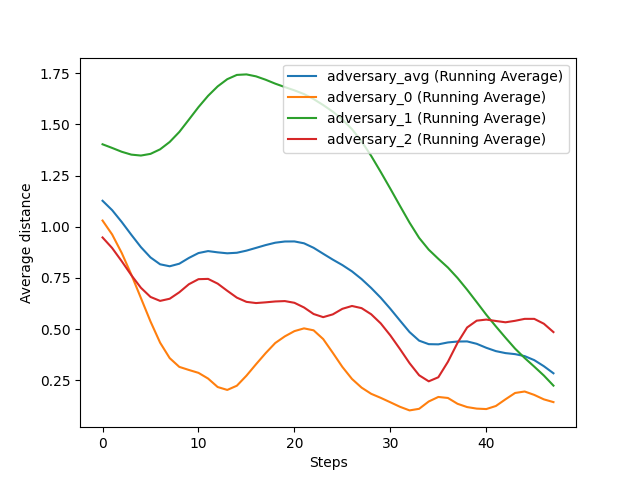 1.75
1.50
1.25
1.00
0.75
0.50
0.25
Average distance
adversary_avg (Running Average)
adversary_0 (Running Average)
adversary_1 (Running Average)
adversary_2 (Running Average)
0
10
20
30
40
Steps